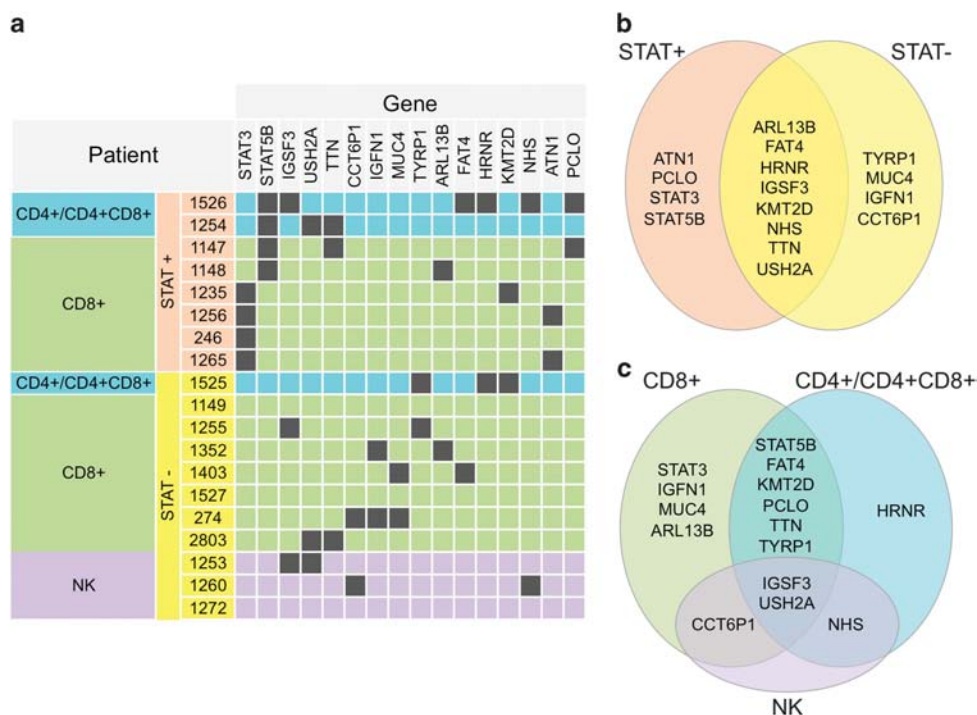 a
Gene
Patient
STAT3
STAT5B
IGSF3
USH2A
TTN
CCT6P1
IGFN1
MUC4
TYRP1
ARL13B
FAT4
HRNR
KMT2D
NHS
ATN1
PCLO
CD4+/CD4+CD8+
CD8+
STAT +
1526
1254
1147
1148
1235
1256
246
1265
CD4+/CD4+CD8+
CD8+
NK
STAT -
1525
1149
1255
1352
1403
1527
274
2803
1253
1260
1272
b
STAT+
STAT-
ATN1
PCLO
STAT3
STAT5B
ARL13B
FAT4
HRNR
IGSF3
KMT2D
NHS
TTN
USH2A
TYRP1
MUC4
IGFN1
CCT6P1
c
CD8+
CD4+/CD4+CD8+
STAT3
IGFN1
MUC4
ARL13B
STAT5B
FAT4
KMT2D
PCLO
TTN
TYRP1
HRNR
IGSF3
USH2A
CCT6P1
NHS
NK